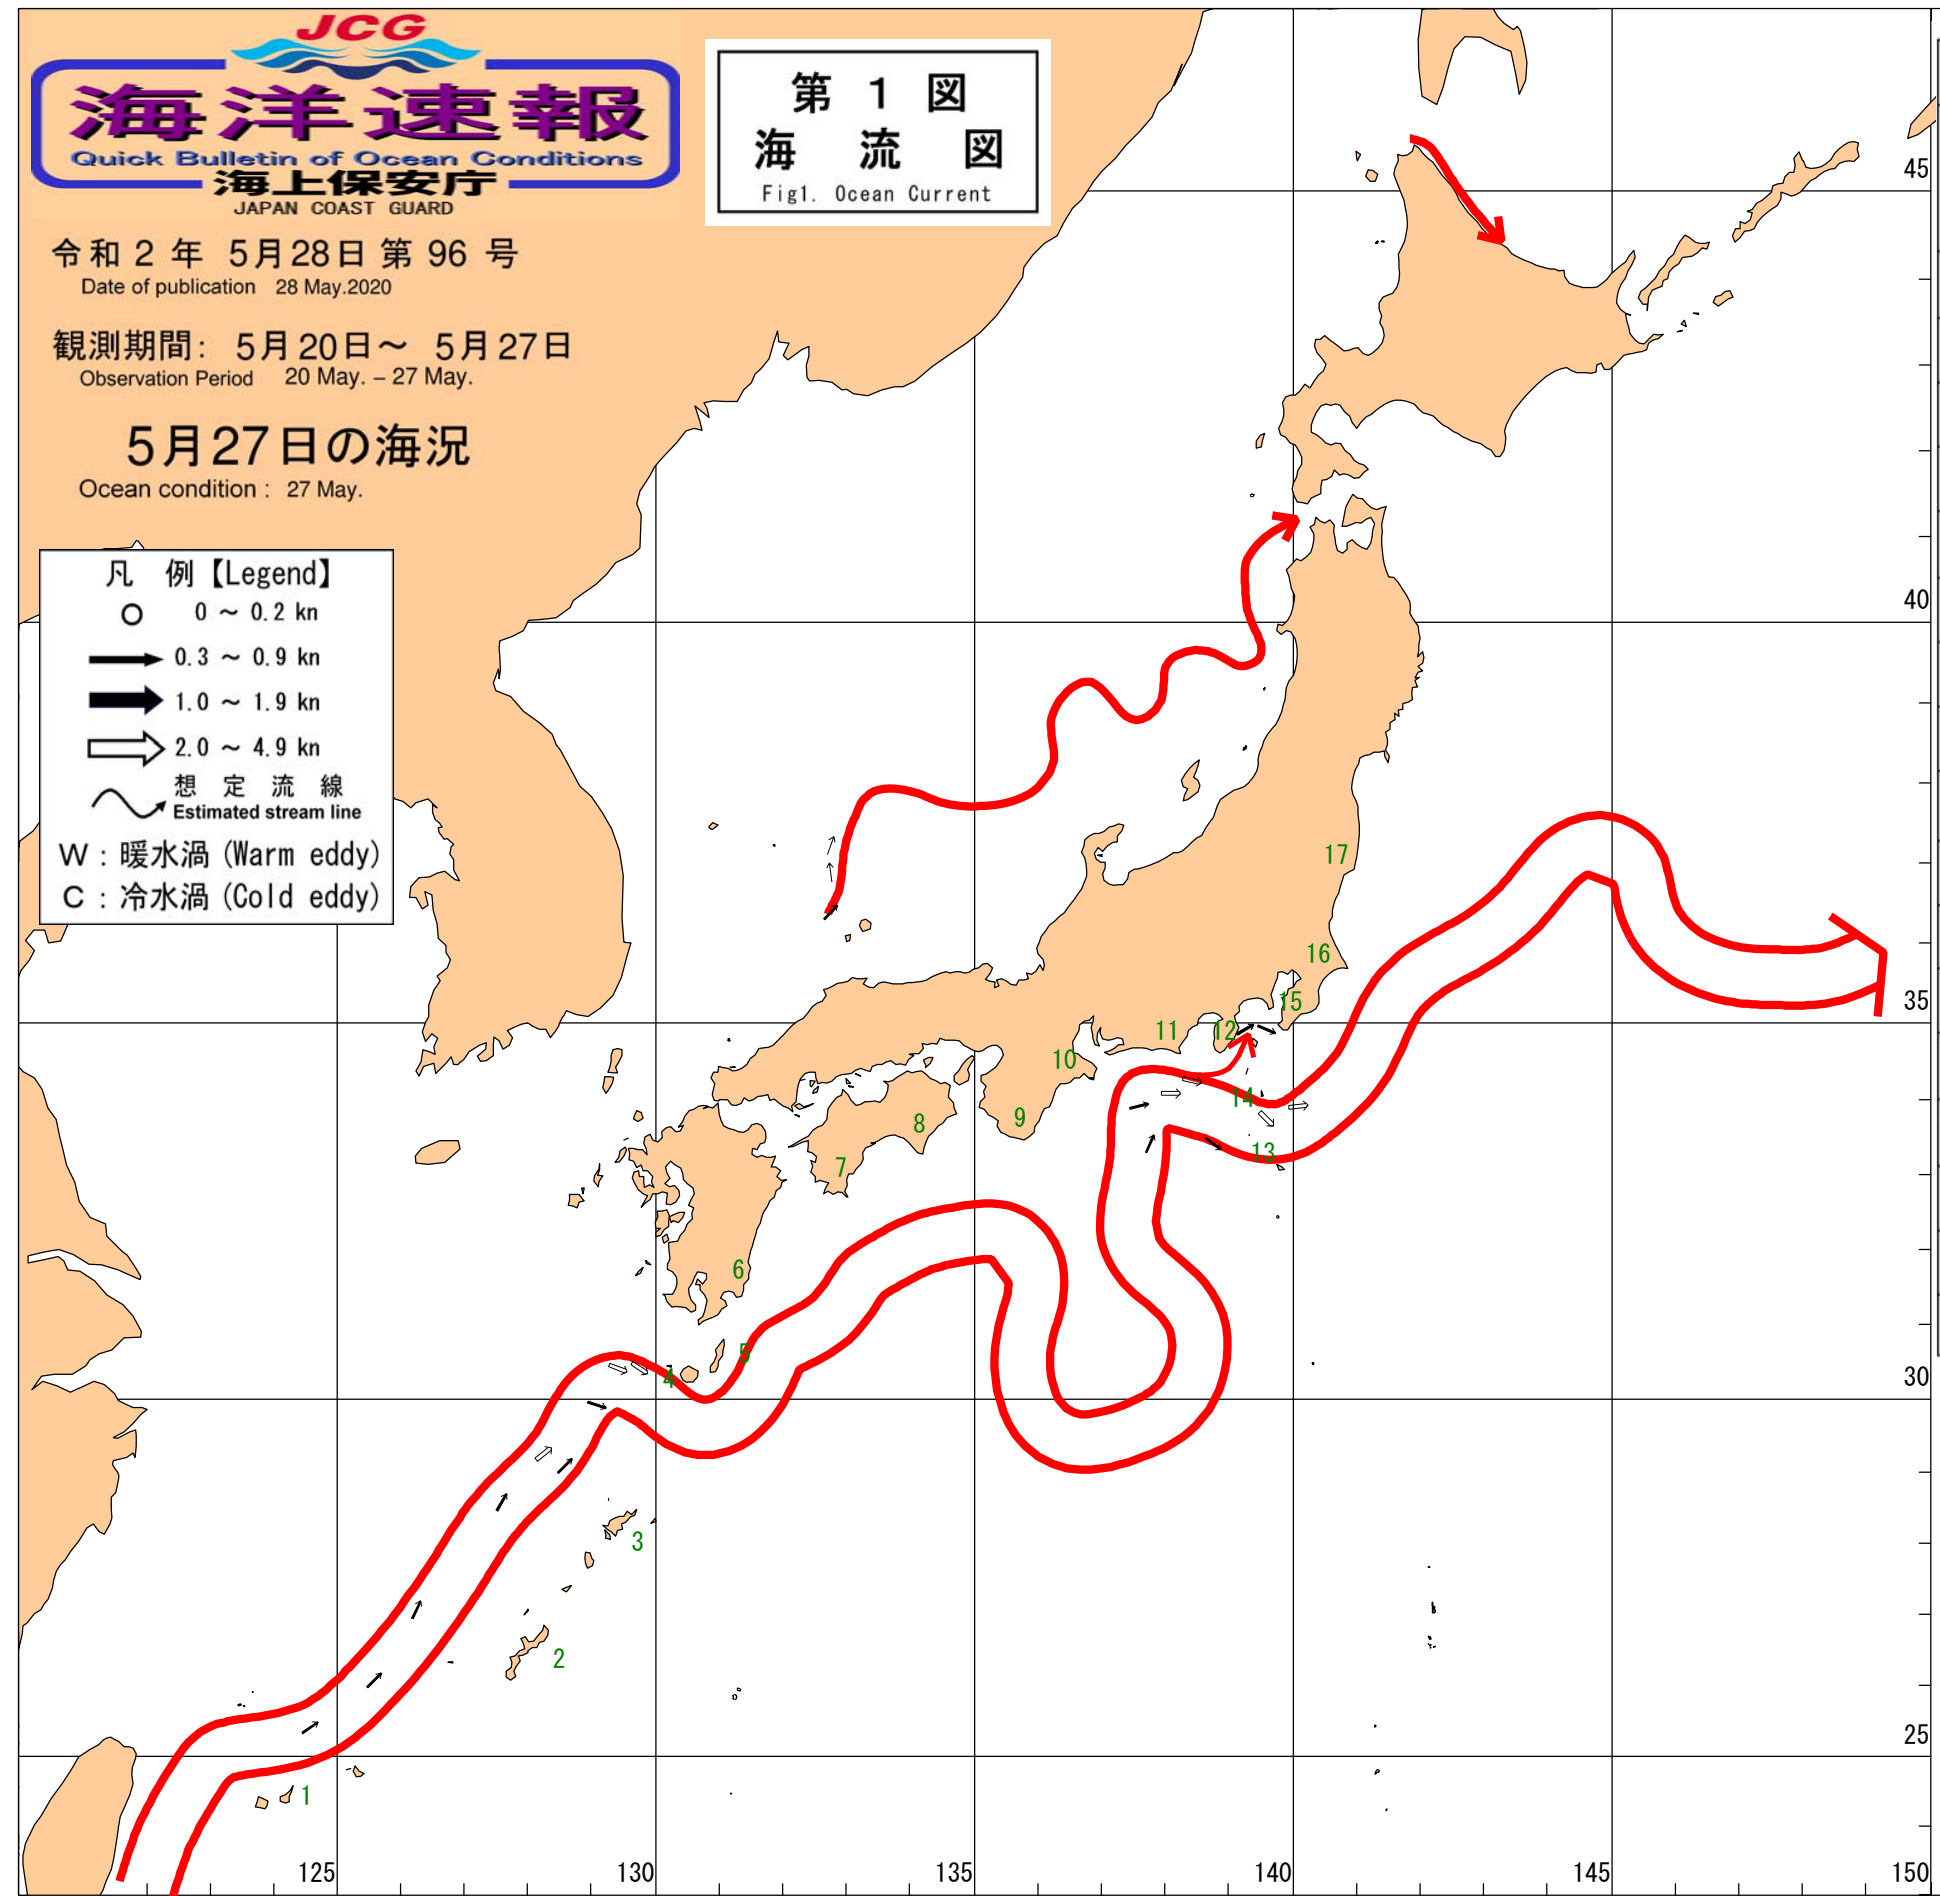 JCG
海洋速報
Quick Bulletin of Ocean Conditions
海上保安庁
JAPAN COAST GUARD
第 1 図
海 流 図
Fig1. Ocean Current
令和 2 年 5月28日 第 96 号
Date of publication 28 May.2020
観測期間: 5月20日～ 5月27日
Observation Period 20 May. – 27 May.
5月27日の海況
Ocean condition : 27 May.
凡 例【Legend】
0 ～ 0.2 kn
0.3 ～ 0.9 kn
1.0 ～ 1.9 kn
2.0 ～ 4.9 kn
想 定 流 線
Estimated stream line
W : 暖水渦 (Warm eddy)
C : 冷水渦 (Cold eddy)
45
40
17
16
35
15
12
11
10
14
9
8
13
7
6
5
4
30
3
2
25
1
125
130
135
140
145
150